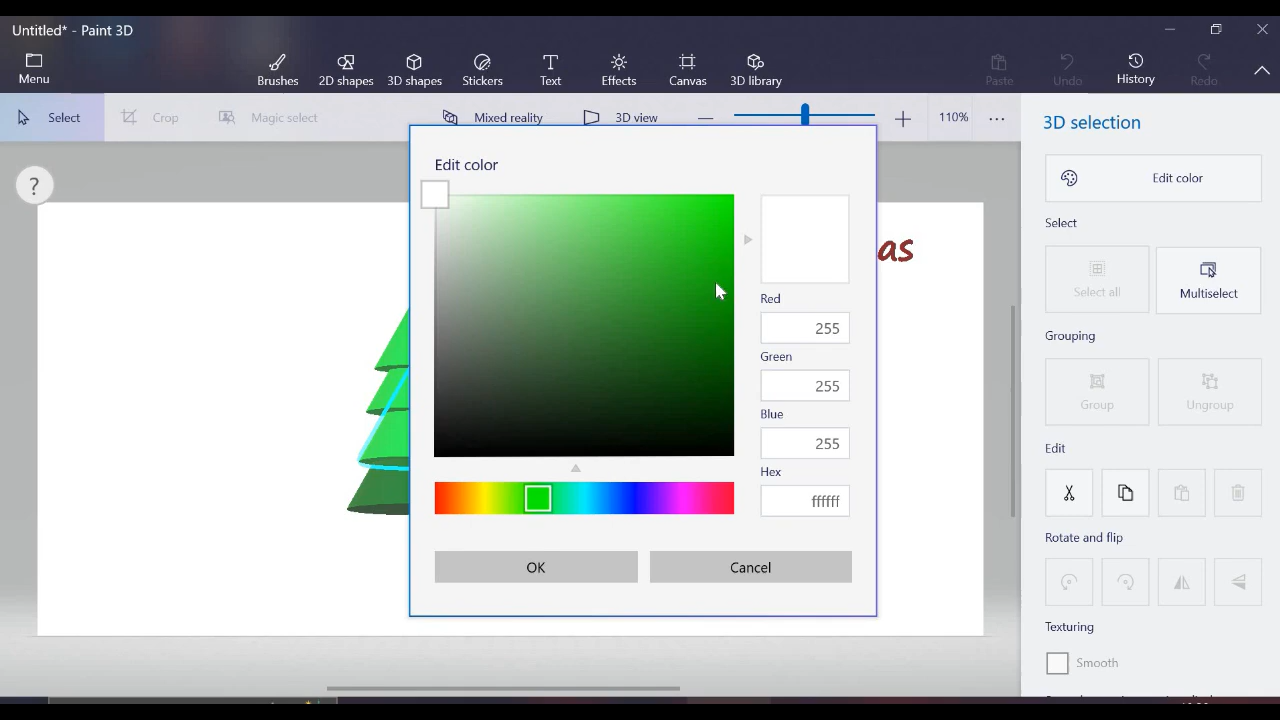 Untitled* - Paint 3D
Menu
Brushes
2D shapes
3D shapes
Stickers
Text
Effects
Canvas
3D library
Paste
Undo
History
Redo
Select
Crop
Magic select
Mixed reality
3D view
110%
?
Edit color
Red
255
Green
255
Blue
255
Hex
ffffff
OK
Cancel
as
3D selection
Edit color
Select
Select all
Multiselect
Grouping
Group
Ungroup
Edit
Rotate and flip
Texturing
Smooth